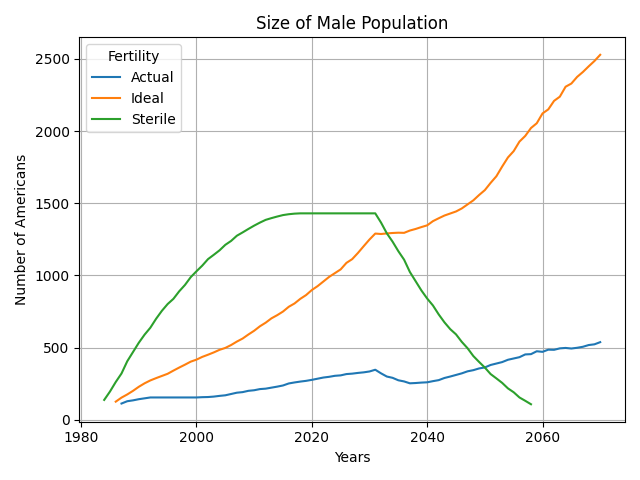 Size of Male Population
Fertility
Actual
Ideal
Sterile
Number of Americans
2500
2000
1500
1000
500
0
1980
2000
2020
2040
2060
Years